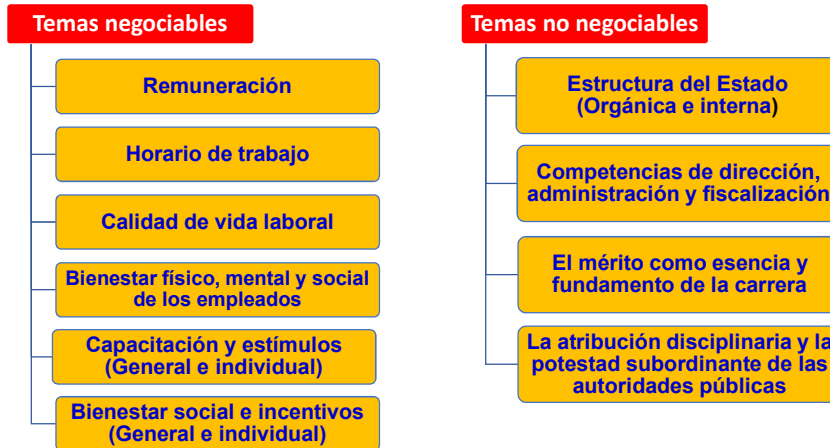 Temas negociables
Remuneración
Horario de trabajo
Calidad de vida laboral
Bienestar físico, mental y social
de los empleados
Capacitación y estímulos
(General e individual)
Bienestar social e incentivos
(General e individual)
Temas no negociables
Estructura del Estado
(Orgánica e interna)
Competencias de dirección,
administración y fiscalización
El mérito como esencia y
fundamento de la carrera
La atribución disciplinaria y la
potestad subordinante de las
autoridades públicas